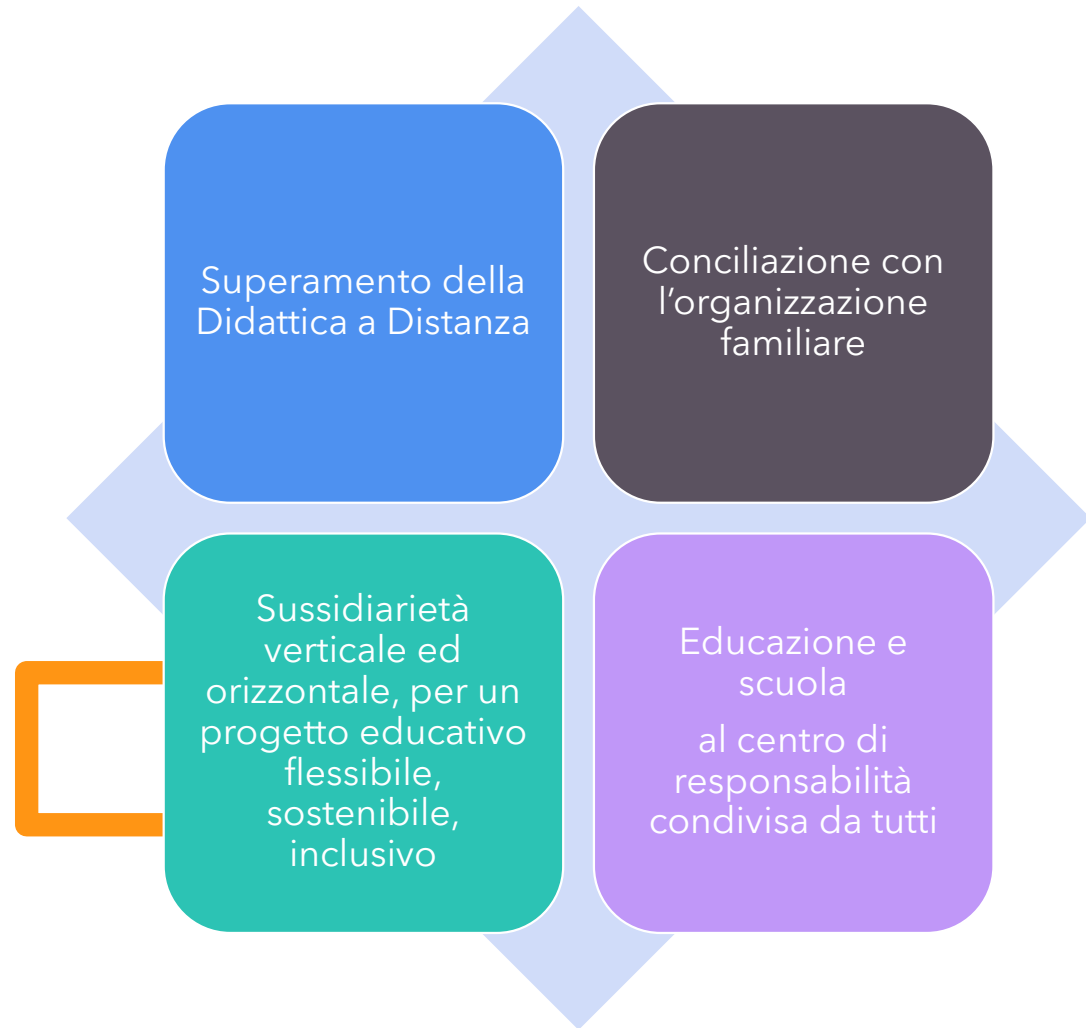 Superamento della
Didattica a Distanza
Conciliazione con
l’organizzazione
familiare
Sussidiarietà
verticale ed
orizzontale, per un
progetto educativo
flessibile,
sostenibile,
inclusivo
Educazione e
scuola
al centro di
responsabilità
condivisa da tutti